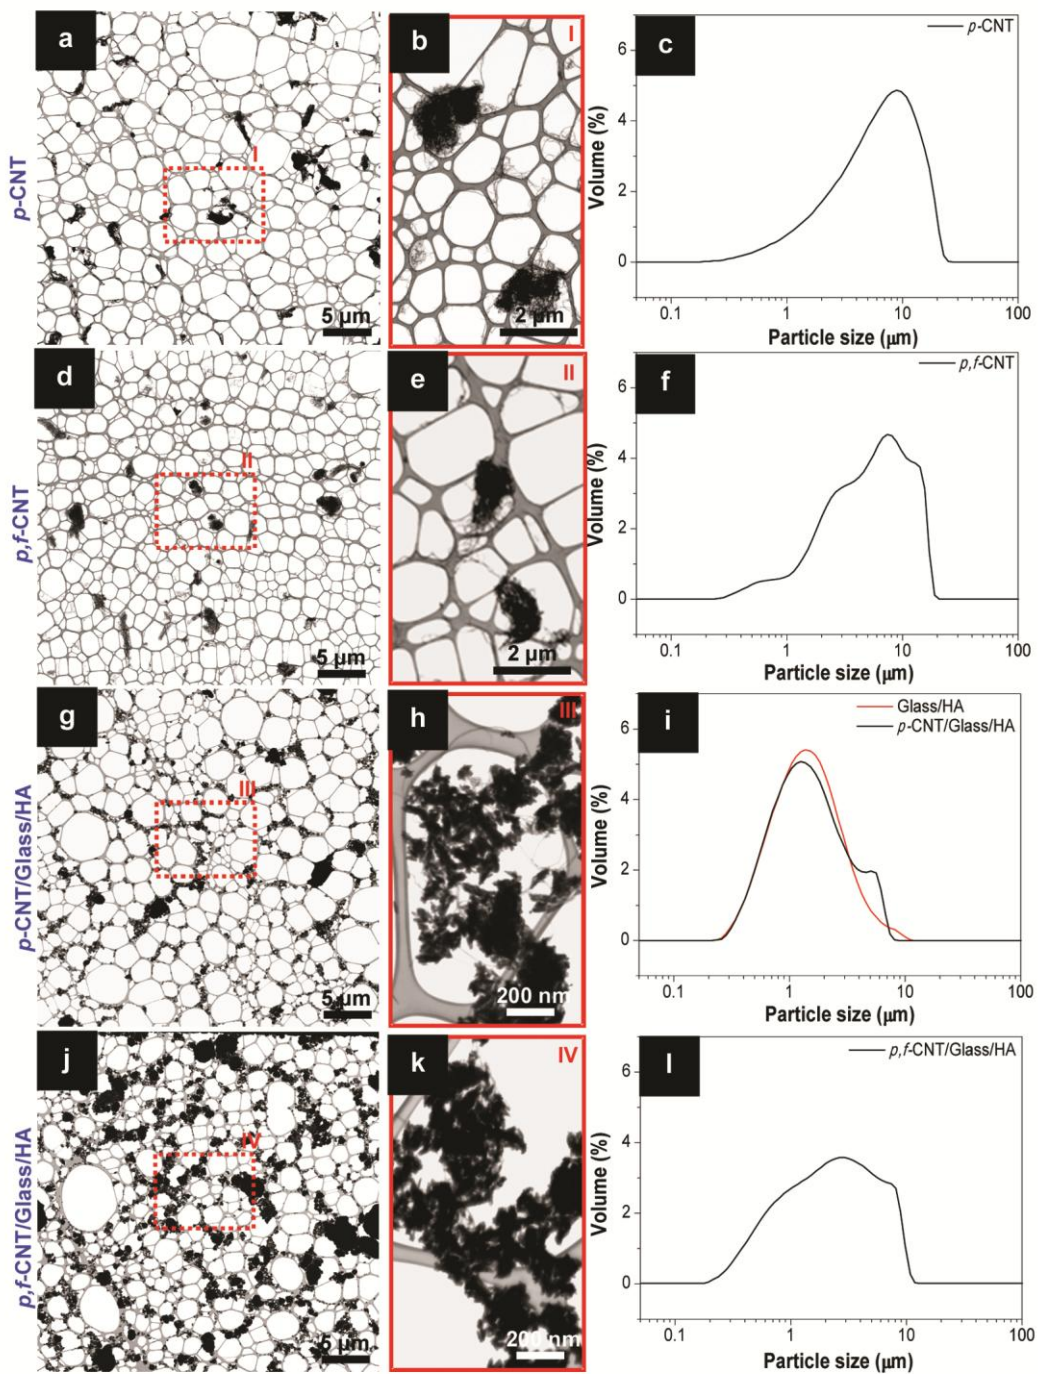 p-CNT
a
I
5 µm
b
I
2 µm
c
p-CNT
Volume (%)
6
4
2
0
0.1 1 10 100
Particle size (µm)
p,f-CNT
d
II
5 µm
e
II
2 µm
f
p,f-CNT
Volume (%)
6
4
2
0
0.1 1 10 100
Particle size (µm)
p-CNT/Glass/HA
g
III
5 µm
h
III
200 nm
i
Glass/HA
p-CNT/Glass/HA
Volume (%)
6
4
2
0
0.1 1 10 100
Particle size (µm)
p,f-CNT/Glass/HA
j
IV
5 µm
k
IV
200 nm
l
p,f-CNT/Glass/HA
Volume (%)
6
4
2
0
0.1 1 10 100
Particle size (µm)